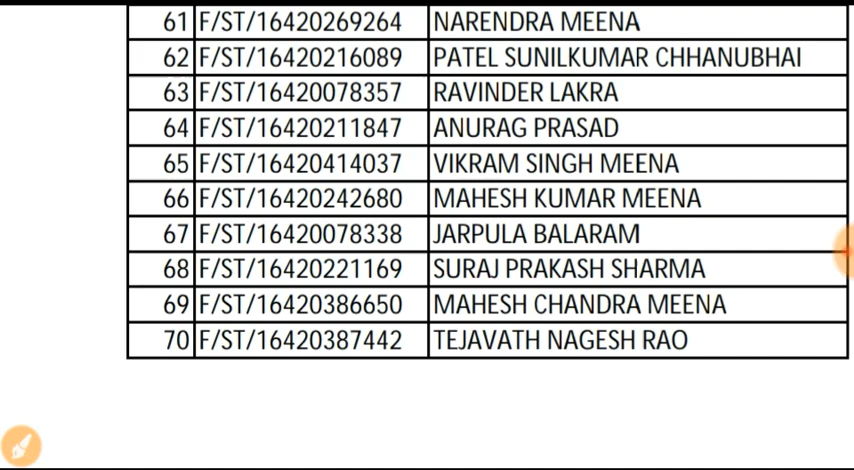 61 F/ST/16420269264 NARENDRA MEENA
62 F/ST/16420216089 PATEL SUNILKUMAR CHHANUBHAI
63 F/ST/16420078357 RAVINDER LAKRA
64 F/ST/16420211847 ANURAG PRASAD
65 F/ST/16420414037 VIKRAM SINGH MEENA
66 F/ST/16420242680 MAHESH KUMAR MEENA
67 F/ST/16420078338 JARPULA BALARAM
68 F/ST/16420221169 SURAJ PRAKASH SHARMA
69 F/ST/16420386650 MAHESH CHANDRA MEENA
70 F/ST/16420387442 TEJAVATH NAGESH RAO